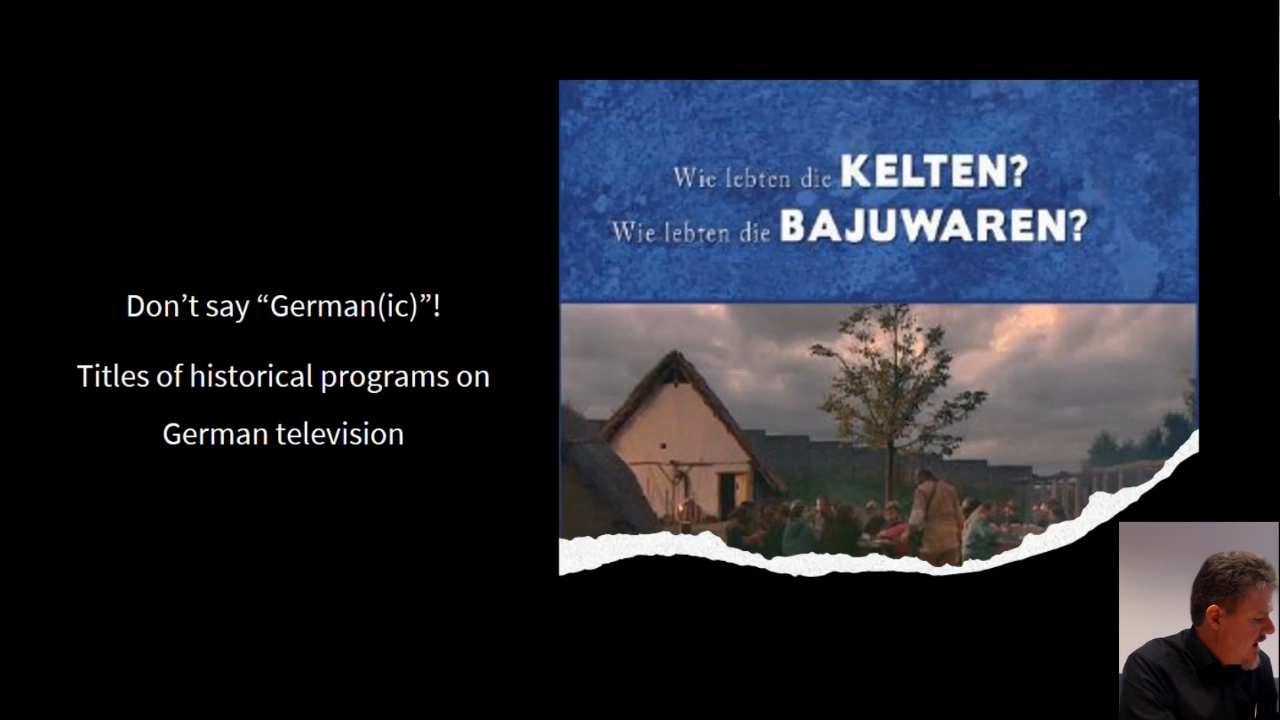 Don’t say “German(ic)”!
Titles of historical programs on
German television
Wie lebten die KELTEN?
Wie lebten die BAJUWAREN?